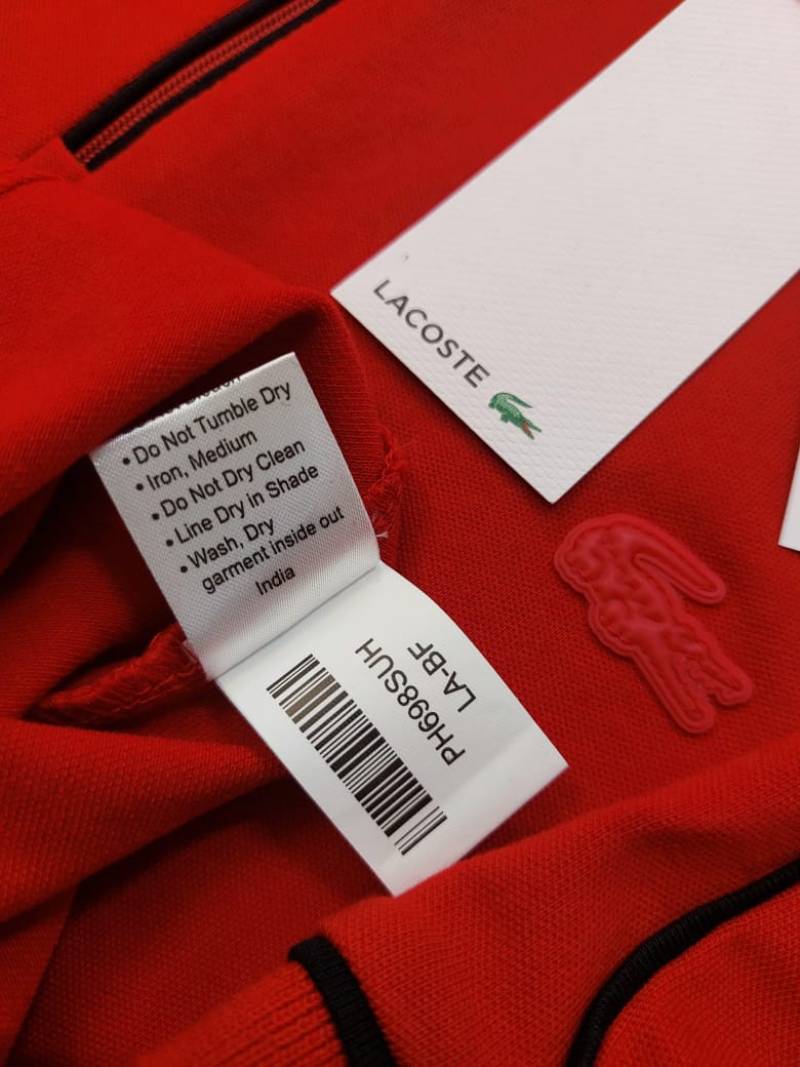 LACOSTE
• Do Not Tumble Dry
• Iron, Medium
• Do Not Dry Clean
• Line Dry in Shade
• Wash, Dry
garment inside out
India
PH698SUH
LA-BF